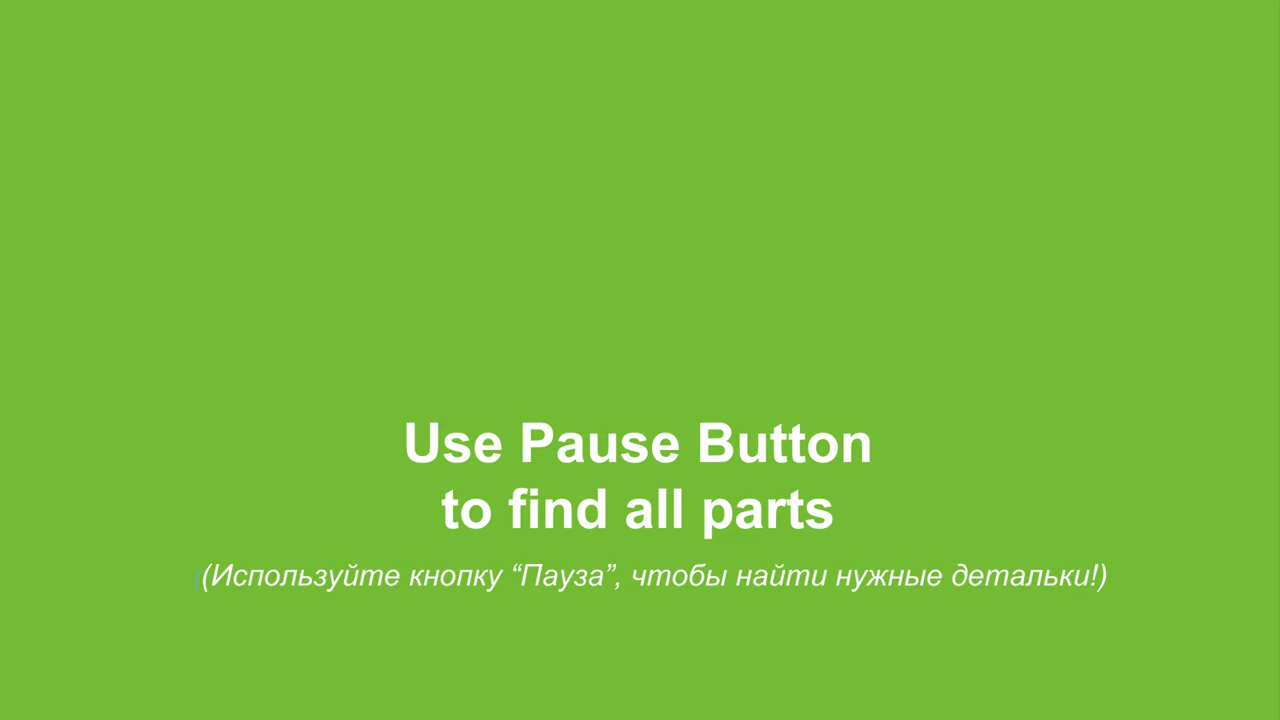 Use Pause Button
to find all parts
((Используйте кнопку “Пауза”, чтобы найти нужные детальки!)